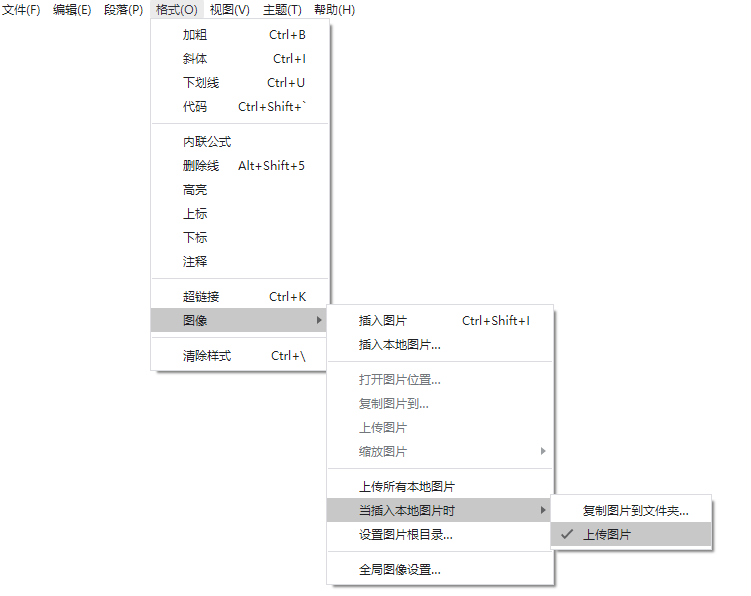 文件(F) 编辑(E) 段落(P) 格式(O) 视图(V) 主题(T) 帮助(H)
加粗 Ctrl+B
斜体 Ctrl+I
下划线 Ctrl+U
代码 Ctrl+Shift+`
内联公式
删除线 Alt+Shift+5
高亮
上标
下标
注释
超链接 Ctrl+K
图像
清除样式 Ctrl+\
插入图片 Ctrl+Shift+I
插入本地图片...
打开图片位置...
复制图片到...
上传图片
缩放图片
上传所有本地图片
当插入本地图片时
设置图片根目录...
全局图像设置...
复制图片到文件夹...
上传图片